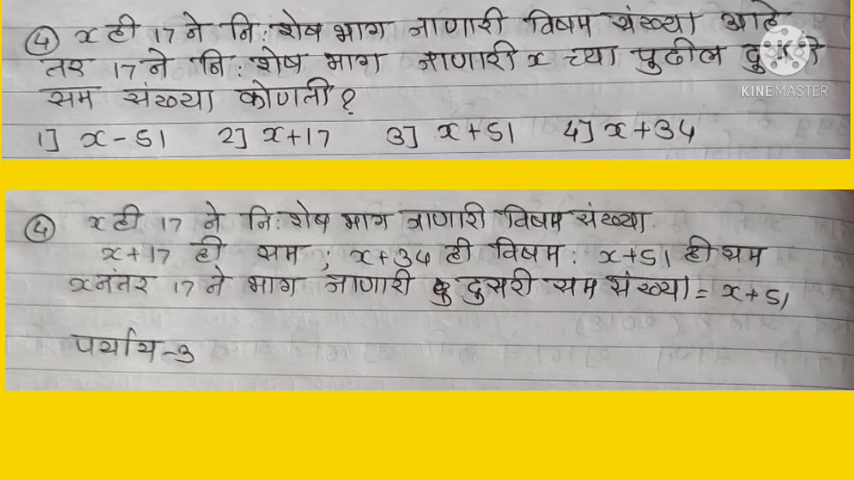 ④ x ही 17 ने नि:शेष भाग जाणारी विषम संख्या आहे
तर 17 ने नि:शेष भाग जाणारी x च्या पुढील
सम संख्या कोणती?
1] x-51 2] x+17 3] x+51 4] x+34
KINEMASTER
④ x ही 17 ने नि:शेष भाग जाणारी विषम संख्या.
x+17 ही सम ; x+34 ही विषम : x+51 ही सम
x नंतर 17 ने भाग जाणारी दुसरी सम संख्या = x+51
पर्याय-3